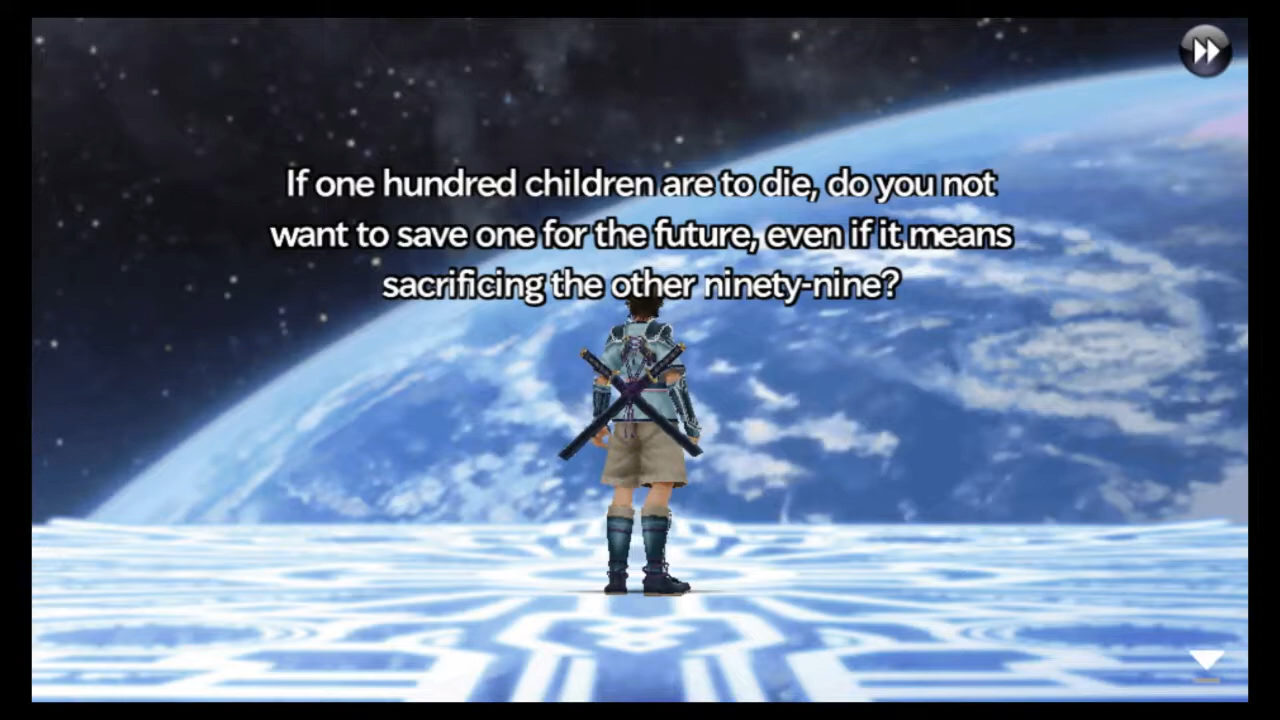 If one hundred children are to die, do you not
want to save one for the future, even if it means
sacrificing the other ninety-nine?